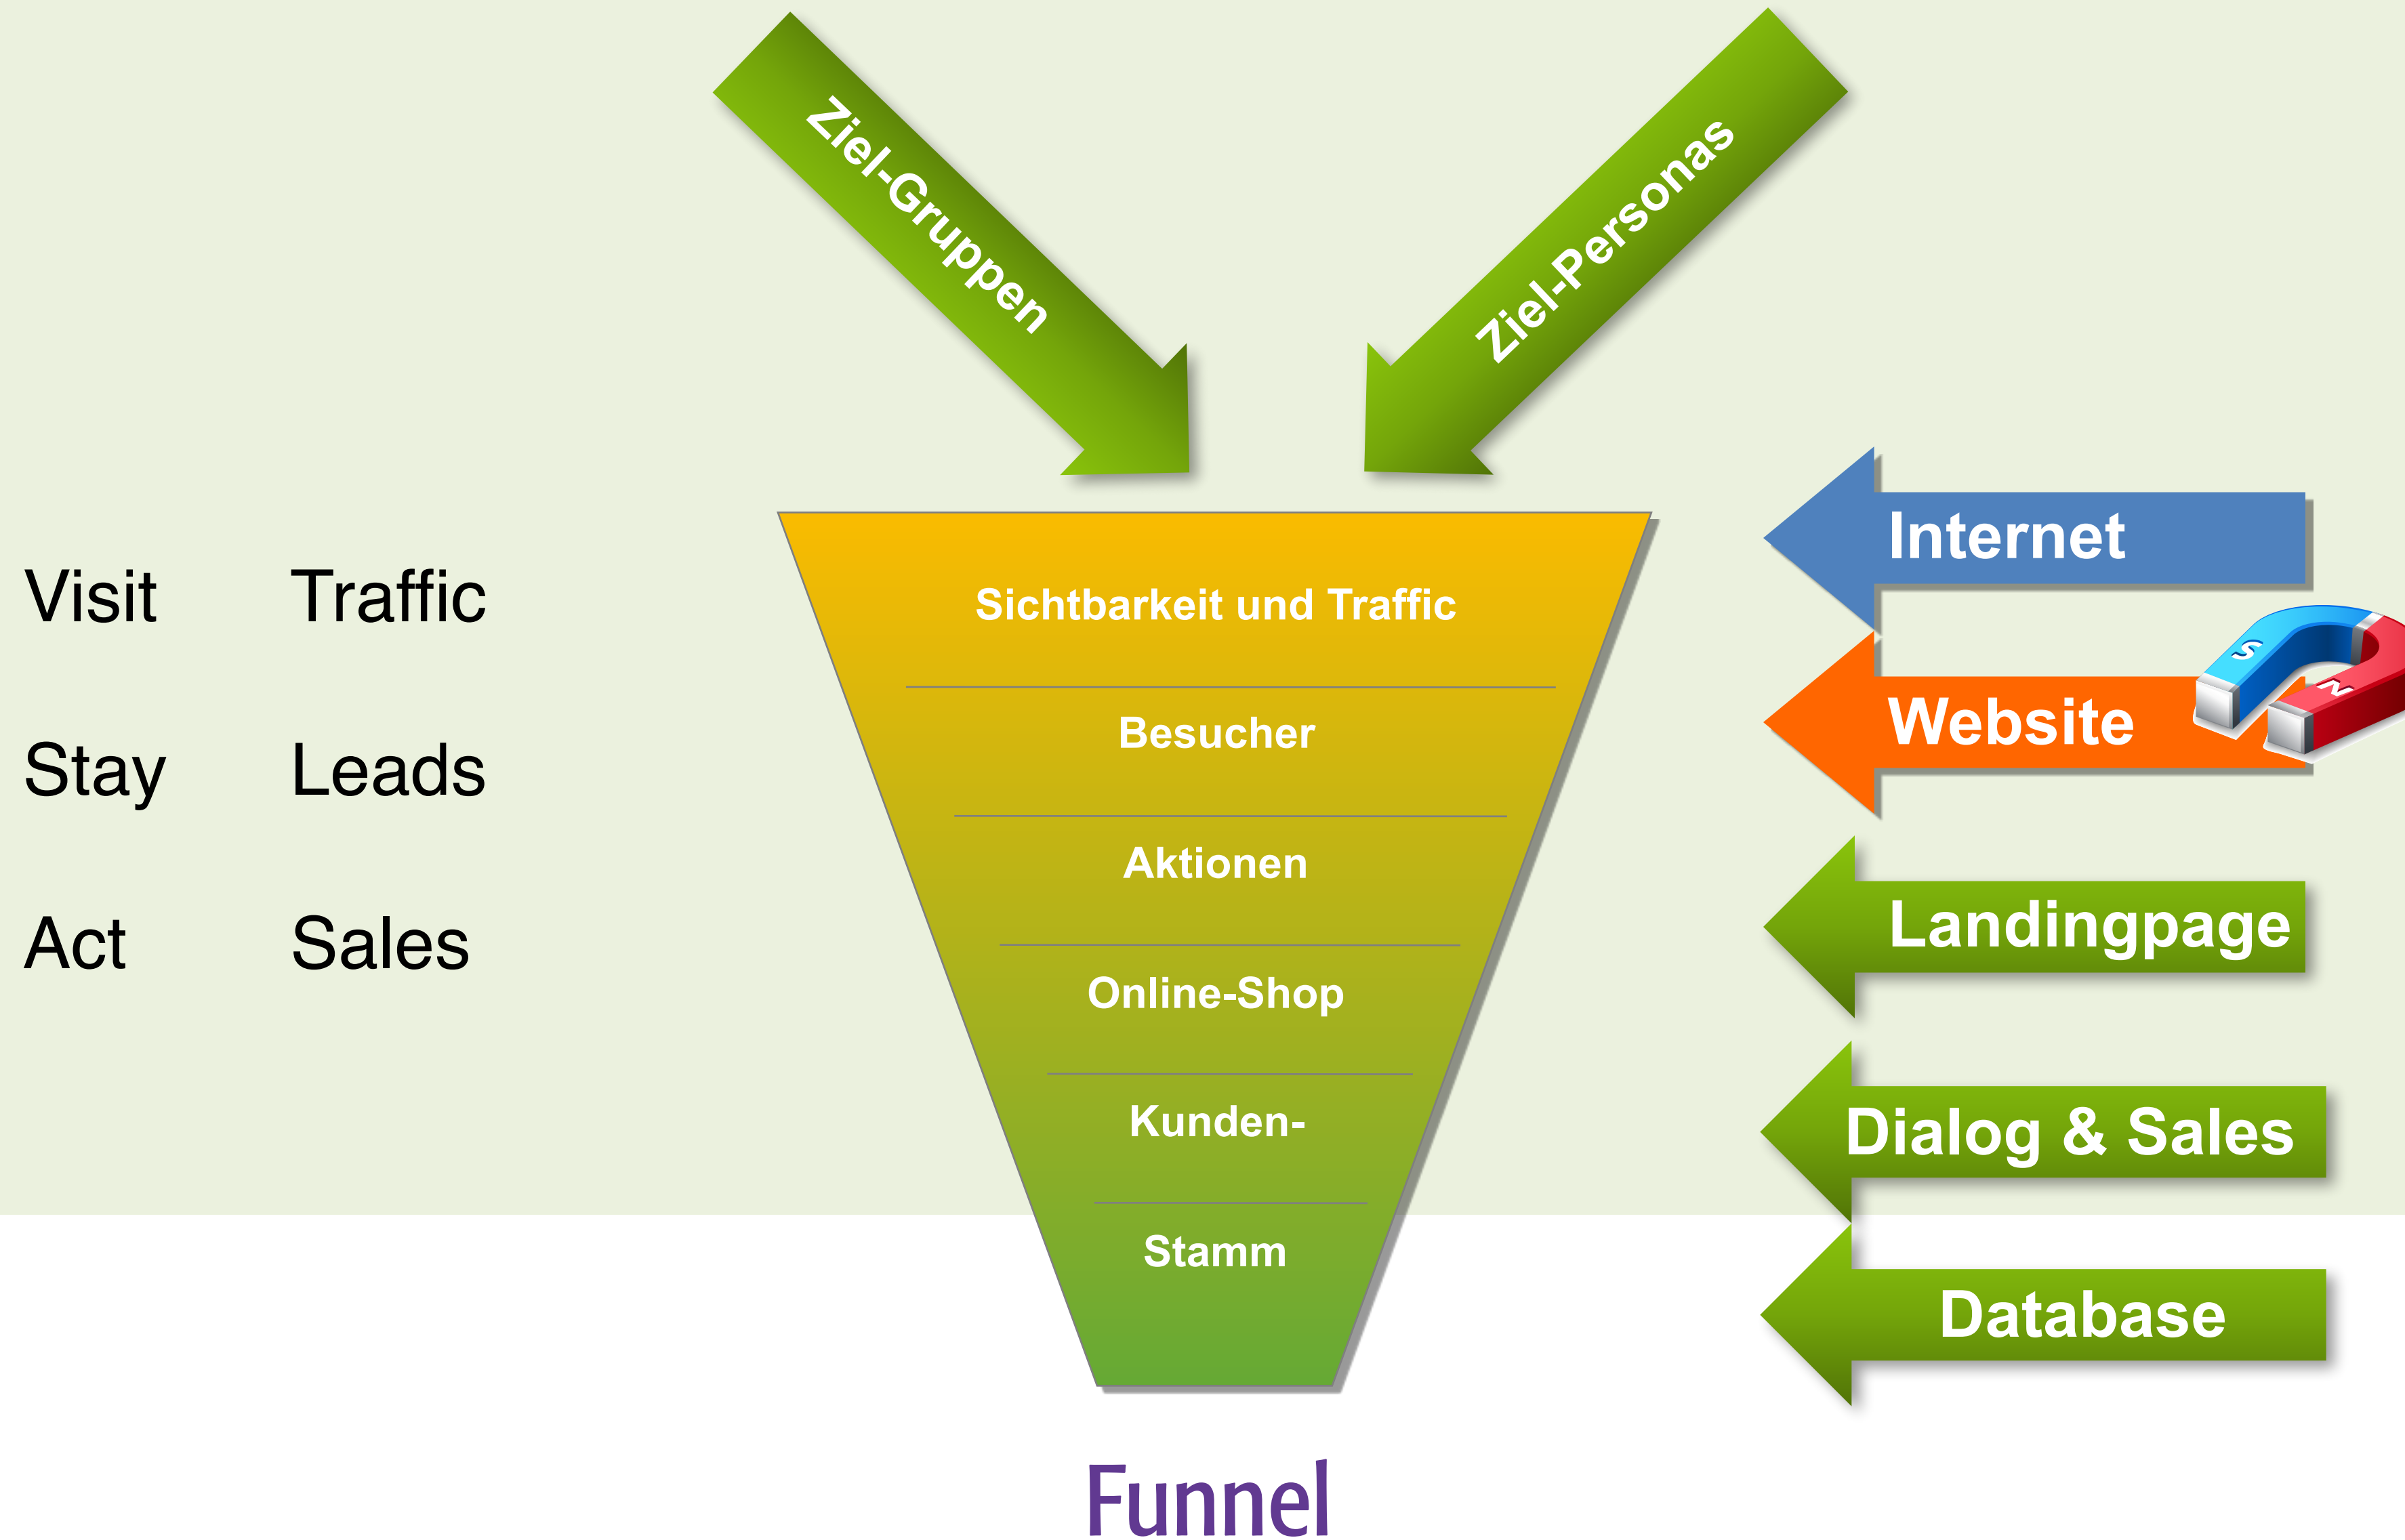 Ziel-Gruppen
Ziel-Personas
Visit Traffic
Stay Leads
Act Sales
Sichtbarkeit und Traffic
Besucher
Aktionen
Online-Shop
Kunden-
Stamm
Internet
Website
S
N
Landingpage
Dialog & Sales
Database
Funnel